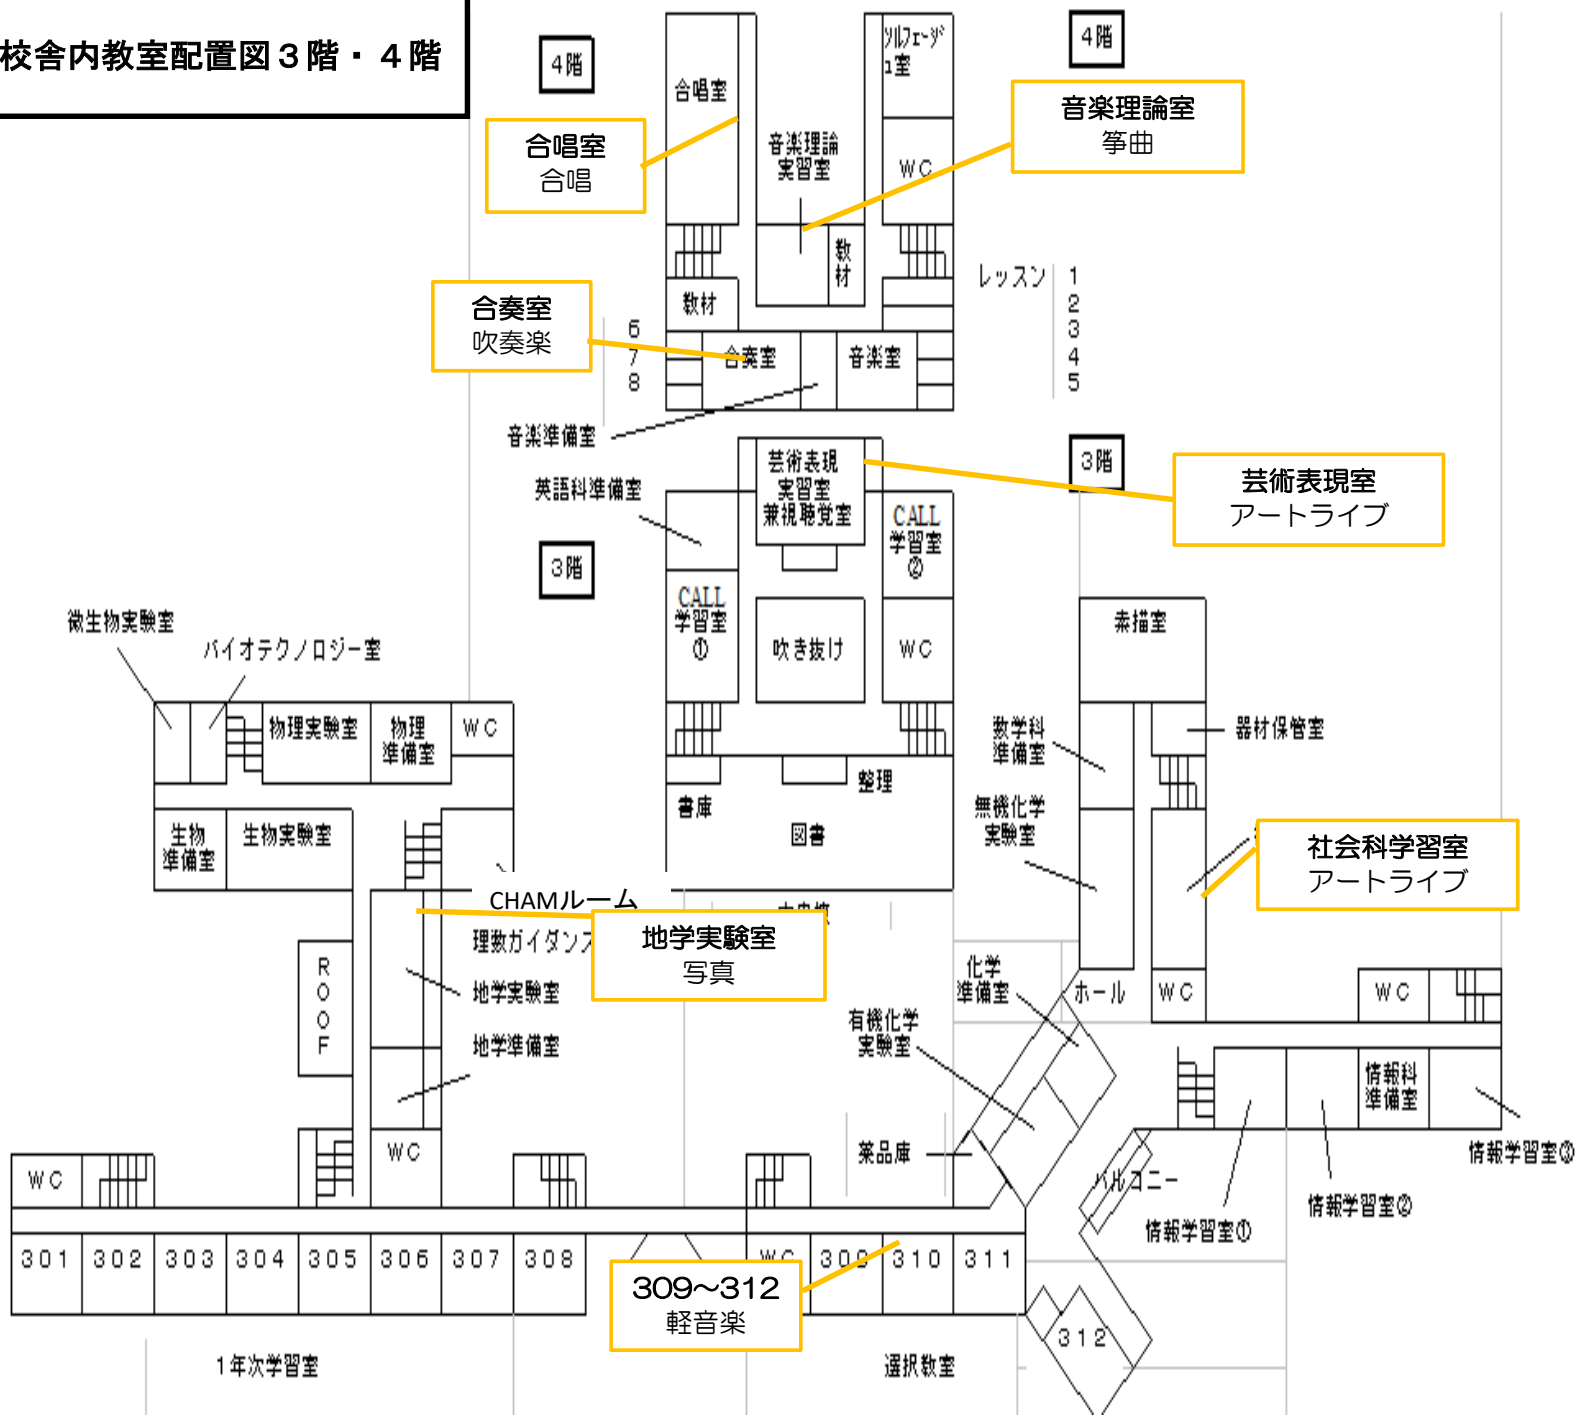 校舎内教室配置図３階・４階
4階
4階
合唱室
ソルフェージ
ュ室
音楽理論室
箏曲
合唱室
合唱
音楽理論
実習室
ＷＣ
教
材
レッスン
1
2
3
4
5
教材
合奏室
吹奏楽
6
7
8
合奏室
音楽室
音楽準備室
芸術表現
実習室
兼視聴覚室
3階
芸術表現室
アートライブ
英語科準備室
CALL
学習室
②
3階
CALL
学習室
①
吹き抜け
ＷＣ
素描室
微生物実験室
バイオテクノロジー室
物理実験室
物理
準備室
ＷＣ
数学科
準備室
器材保管室
整理
書庫
図書
無機化学
実験室
生物
準備室
生物実験室
社会科学習室
アートライブ
CHAMルーム
理数ガイダンス
地学実験室
写真
ＲＯＯＦ
地学実験室
地学準備室
化学
準備室
ホール
ＷＣ
ＷＣ
有機化学
実験室
情報科
準備室
ＷＣ
ＷＣ
薬品庫
バルコニー
情報学習室①
情報学習室②
情報学習室③
301
302
303
304
305
306
307
308
ＷＣ
309
310
311
309～312
軽音楽
312
1年次学習室
選択教室